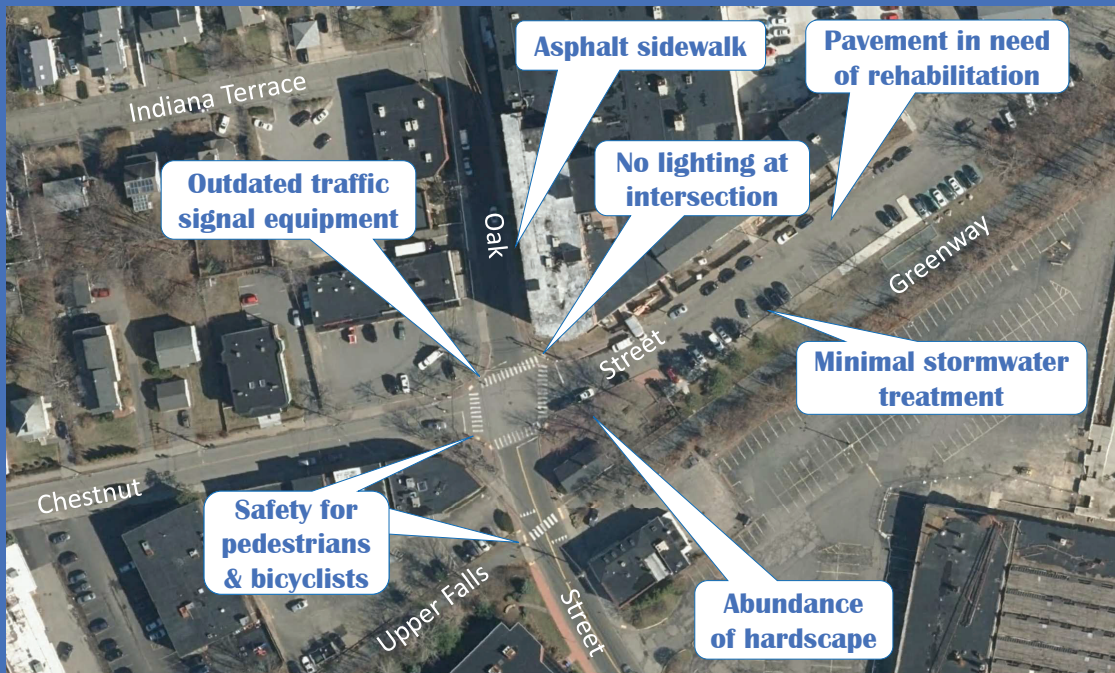 Asphalt sidewalk
Pavement in need
of rehabilitation
Indiana Terrace
No lighting at
intersection
Outdated traffic
signal equipment
Oak
Greenway
Street
Minimal stormwater
treatment
Chestnut
Safety for
pedestrians
& bicyclists
Upper Falls
Street
Abundance
of hardscape